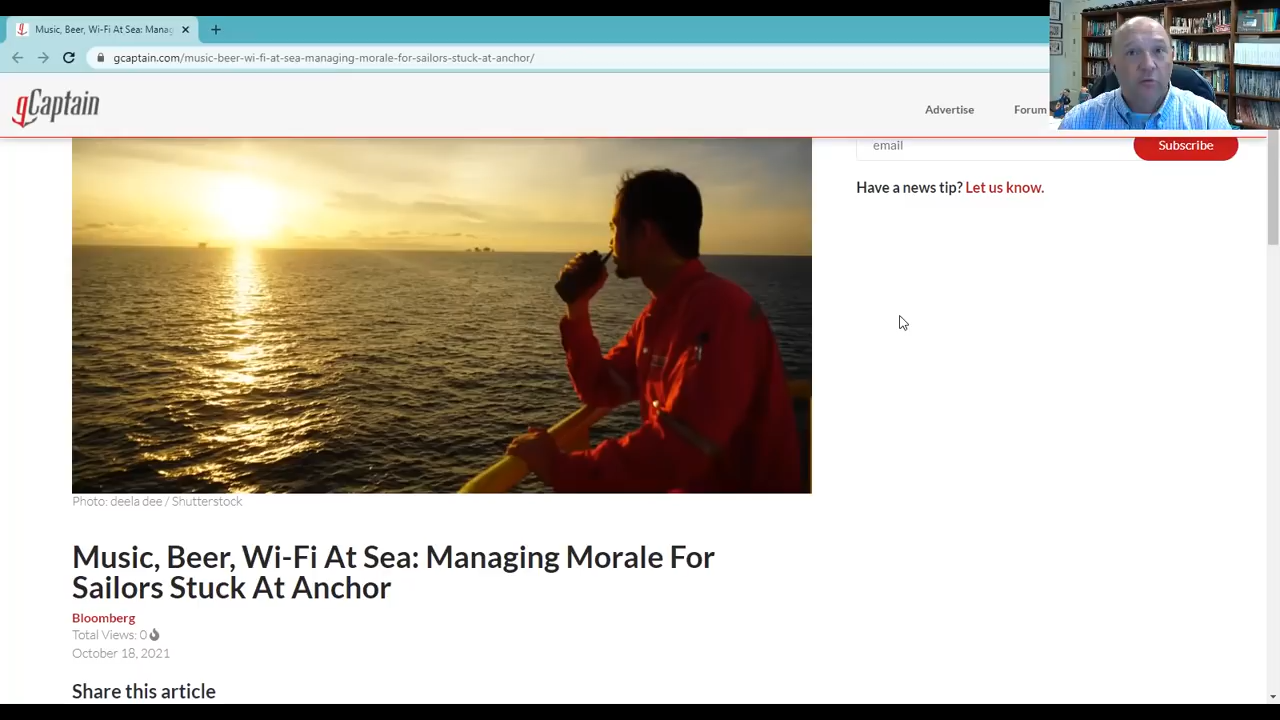 Music, Beer, Wi-Fi At Sea: Manag
gcaptain.com/music-beer-wi-fi-at-sea-managing-morale-for-sailors-stuck-at-anchor/
gCaptain
Advertise
Forum
email
Subscribe
Have a news tip? Let us know.
Photo: deela dee / Shutterstock
Music, Beer, Wi-Fi At Sea: Managing Morale For
Sailors Stuck At Anchor
Bloomberg
Total Views: 0
October 18, 2021
Share this article